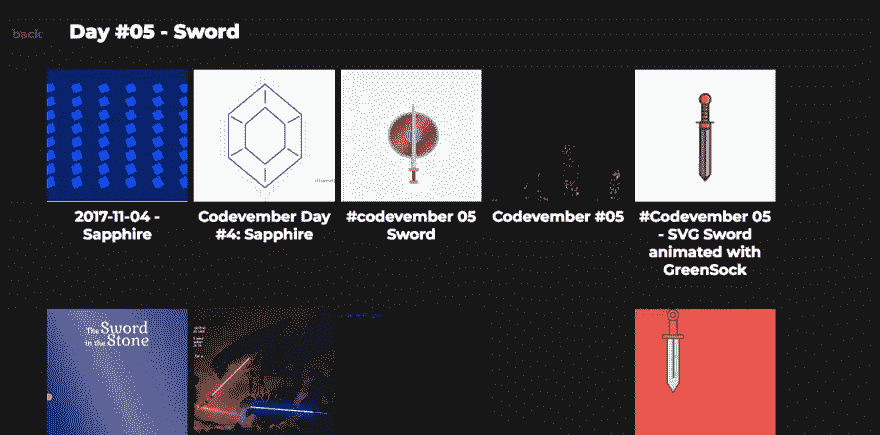 back
Day #05 - Sword
2017-11-04 -
Sapphire
Codevember Day
#4: Sapphire
#codevember 05
Sword
Codevember #05
#Codevember 05
- SVG Sword
animated with
GreenSock
The Sword
in the Stone